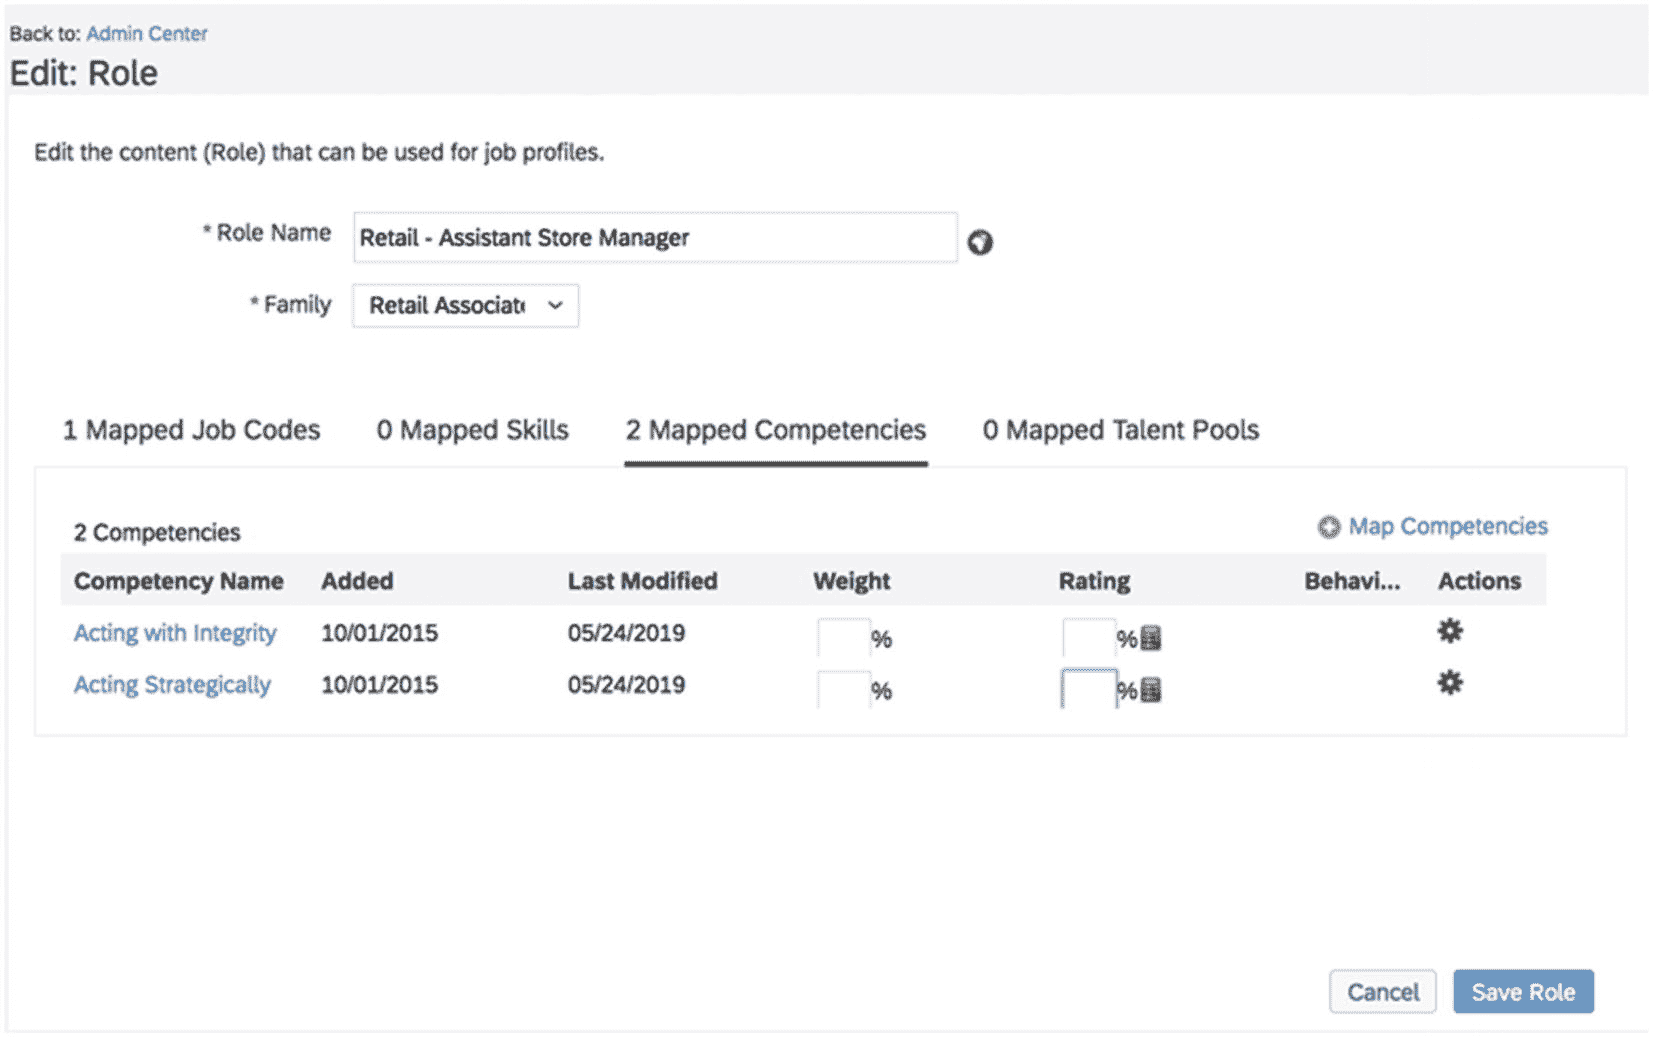 Back to: Admin Center
Edit: Role
Edit the content (Role) that can be used for job profiles.
* Role Name Retail - Assistant Store Manager
* Family Retail Associat
1 Mapped Job Codes 0 Mapped Skills 2 Mapped Competencies 0 Mapped Talent Pools
2 Competencies Map Competencies
Competency Name Added Last Modified Weight Rating Behavi... Actions
Acting with Integrity 10/01/2015 05/24/2019 % %
Acting Strategically 10/01/2015 05/24/2019 % %
Cancel Save Role